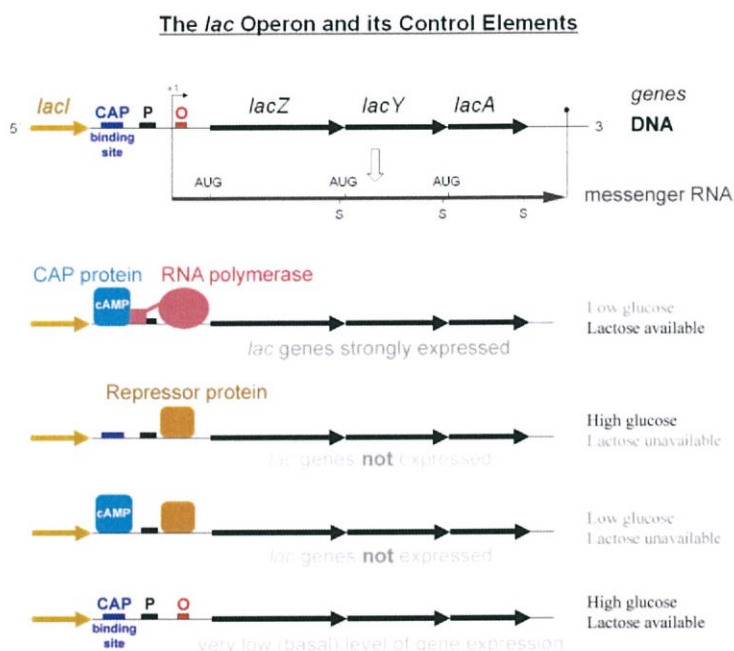 The lac Operon and its Control Elements
+1
lacI CAP P O lacZ lacY lacA genes
5 3 DNA
binding
site
AUG AUG AUG
messenger RNA
S S S
CAP protein RNA polymerase
cAMP
Low glucose
Lactose available
lac genes strongly expressed
Repressor protein
High glucose
Lactose unavailable
lac genes not expressed
cAMP
Low glucose
Lactose unavailable
lac genes not expressed
CAP P O
High glucose
Lactose available
binding
site
very low (basal) level of gene expression